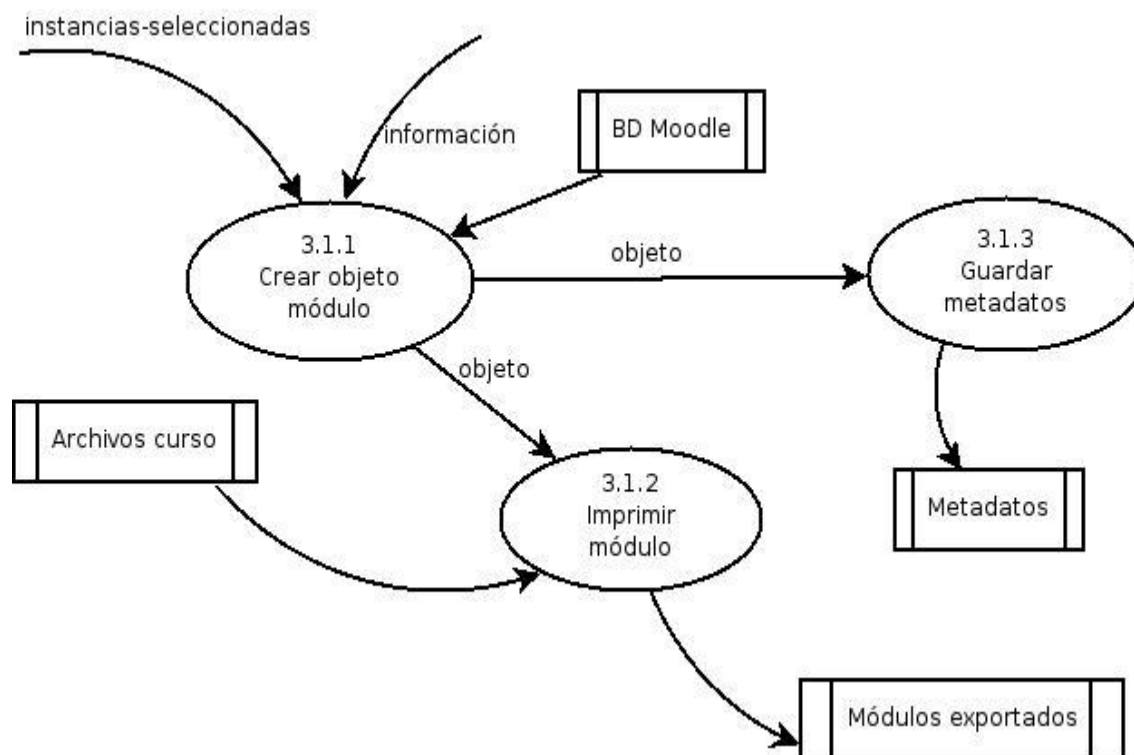 instancias-seleccionadas
información
BD Moodle
3.1.1
Crear objeto
módulo
objeto
3.1.3
Guardar
metadatos
objeto
Archivos curso
3.1.2
Imprimir
módulo
Metadatos
Módulos exportados